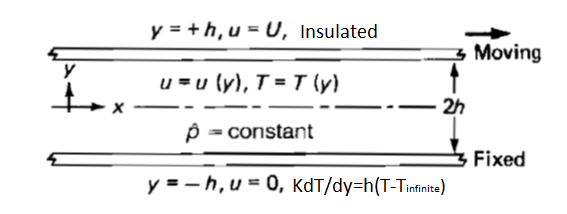 y = + h, u = U, Insulated
Moving
y
u = u (y), T = T (y)
x
2h
p̂ = constant
Fixed
y = - h, u = 0, KdT/dy=h(T-Tinfinite)